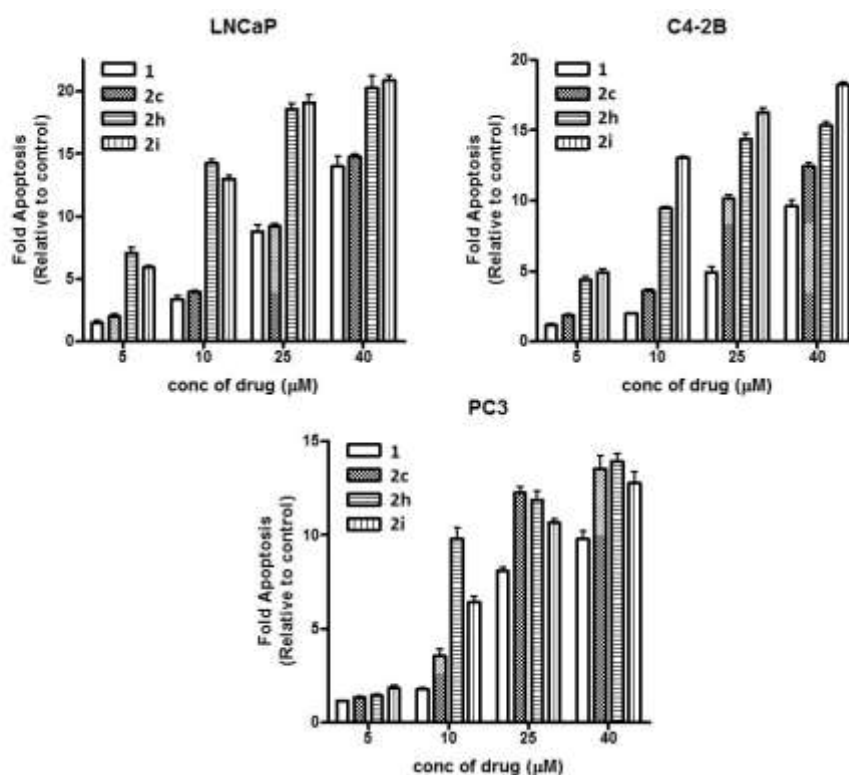 LNCaP
20
15
10
5
0
1
2c
2h
2i
Fold Apoptosis
(Relative to control)
5 10 25 40
conc of drug (μM)
C4-2B
20
15
10
5
0
1
2c
2h
2i
Fold Apoptosis
(Relative to control)
5 10 25 40
conc of drug (μM)
PC3
15
10
5
0
1
2c
2h
2i
Fold Apoptosis
(Relative to control)
5 10 25 40
conc of drug (μM)